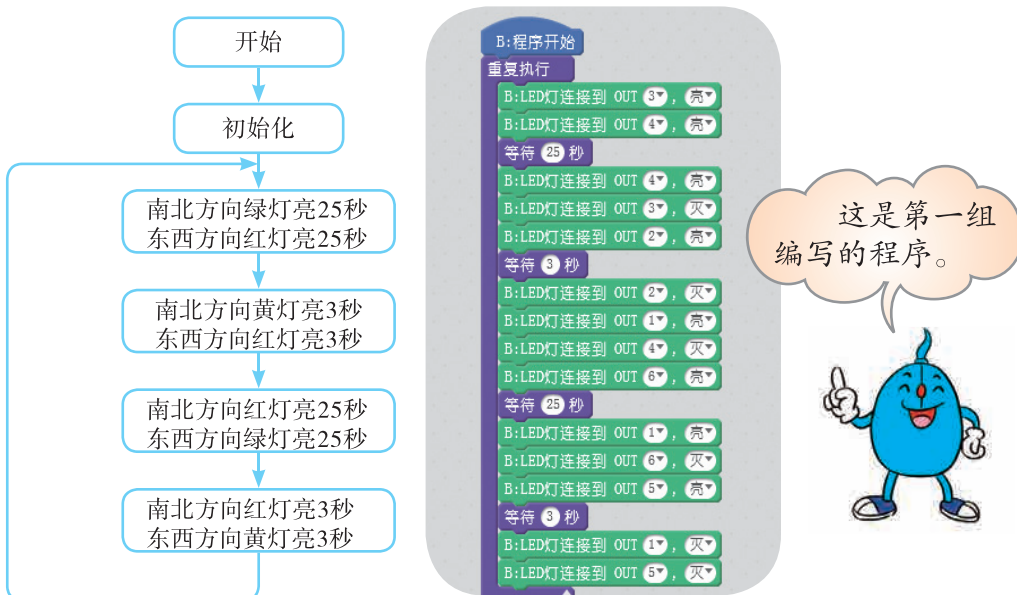 开始
初始化
南北方向绿灯亮25秒
东西方向红灯亮25秒
南北方向黄灯亮3秒
东西方向红灯亮3秒
南北方向红灯亮25秒
东西方向绿灯亮25秒
南北方向红灯亮3秒
东西方向黄灯亮3秒
B:程序开始
重复执行
B:LED灯连接到 OUT 3, 亮
B:LED灯连接到 OUT 4, 亮
等待 25 秒
B:LED灯连接到 OUT 4, 亮
B:LED灯连接到 OUT 3, 灭
B:LED灯连接到 OUT 2, 亮
等待 3 秒
B:LED灯连接到 OUT 2, 灭
B:LED灯连接到 OUT 1, 亮
B:LED灯连接到 OUT 4, 灭
B:LED灯连接到 OUT 6, 亮
等待 25 秒
B:LED灯连接到 OUT 1, 亮
B:LED灯连接到 OUT 6, 灭
B:LED灯连接到 OUT 5, 亮
等待 3 秒
B:LED灯连接到 OUT 1, 灭
B:LED灯连接到 OUT 5, 灭
这是第一组
编写的程序。